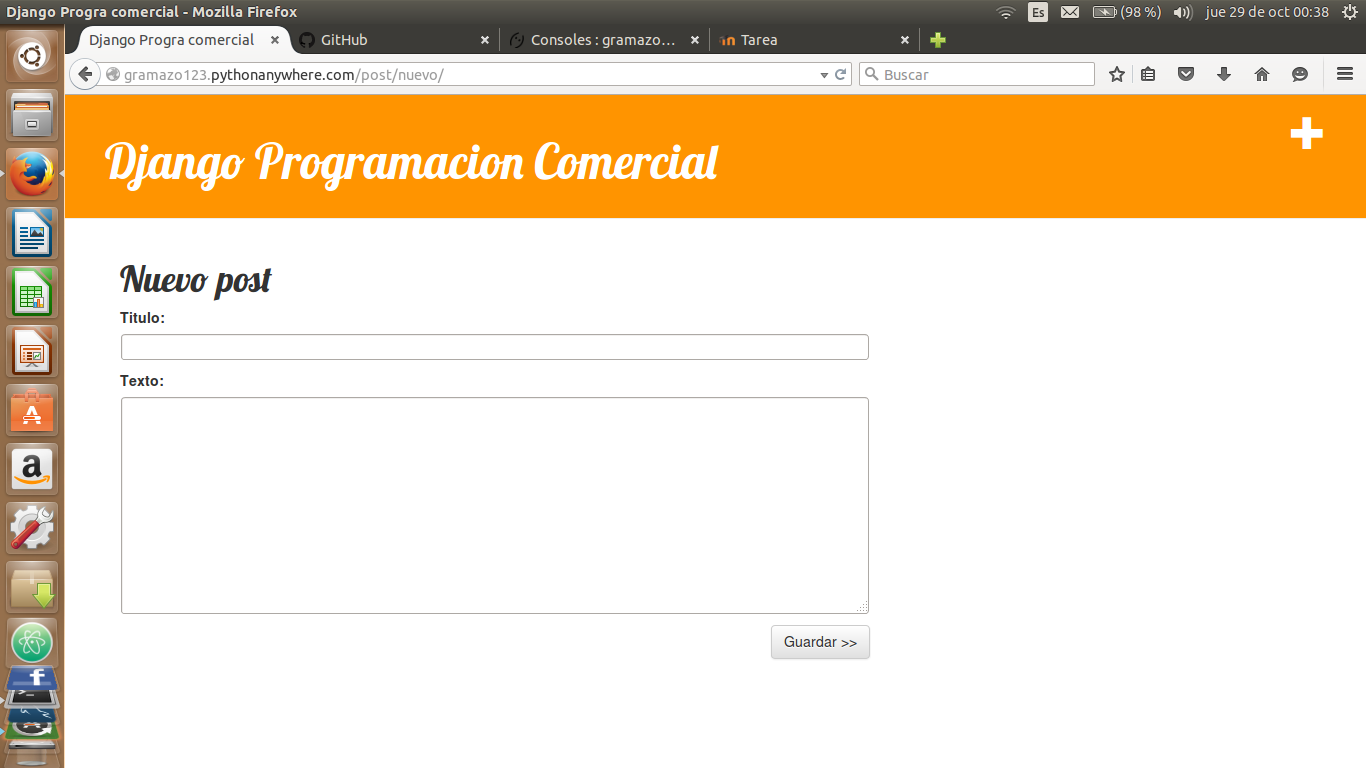 Django Progra comercial - Mozilla Firefox
Es (98 %) jue 29 de oct 00:38
Django Progra comercial GitHub Consoles : gramazo... Tarea
gramazo123.pythonanywhere.com/post/nuevo/ Buscar
Django Programacion Comercial
Nuevo post
Titulo:
Texto:
Guardar >>